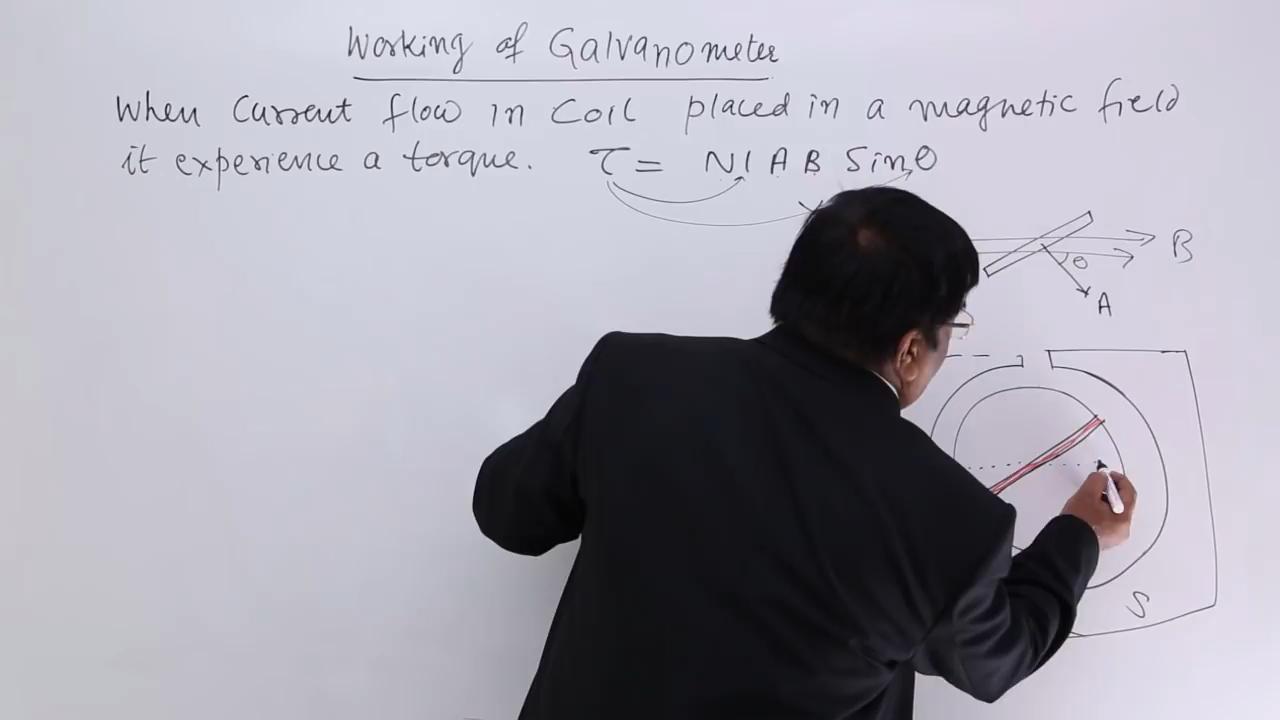 Working of Galvanometer
When Current flow in Coil placed in a magnetic field
it experience a torque. τ = NIAB Sinθ
B
θ
A
S